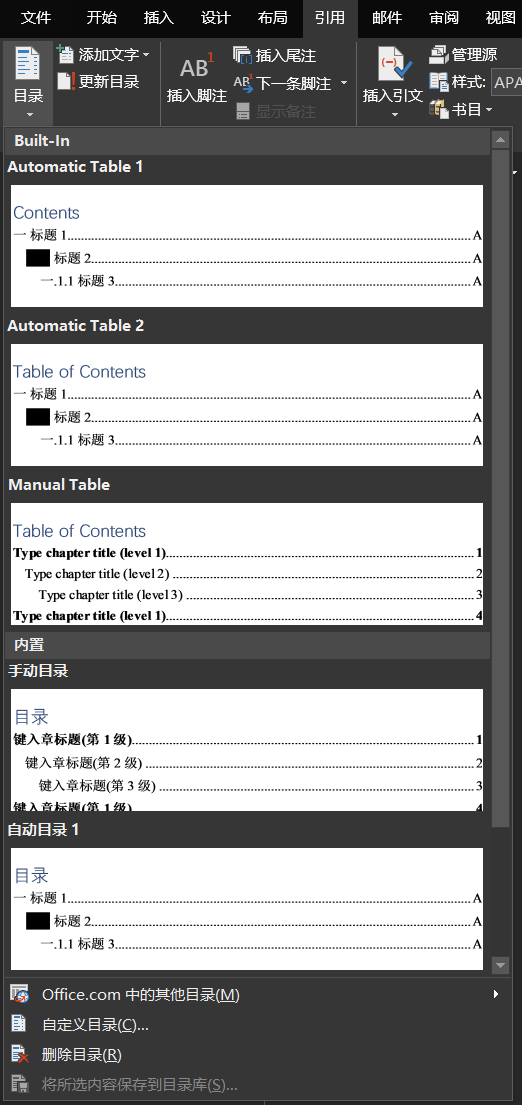 文件 开始 插入 设计 布局 引用 邮件 审阅 视图
目录
添加文字
更新目录
AB1
插入脚注
插入尾注
下一条脚注
显示备注
插入引文
管理源
样式: APA
书目
Built-In
Automatic Table 1
Contents
一 标题 1 A
标题 2 A
一.1.1 标题 3 A
Automatic Table 2
Table of Contents
一 标题 1 A
标题 2 A
一.1.1 标题 3 A
Manual Table
Table of Contents
Type chapter title (level 1) 1
Type chapter title (level 2) 2
Type chapter title (level 3) 3
Type chapter title (level 1) 4
内置
手动目录
目录
键入章标题(第 1 级) 1
键入章标题(第 2 级) 2
键入章标题(第 3 级) 3
键入章标题(第 1 级) 4
自动目录 1
目录
一 标题 1 A
标题 2 A
一.1.1 标题 3 A
Office.com 中的其他目录(M)
自定义目录(C)...
删除目录(R)
将所选内容保存到目录库(S)...